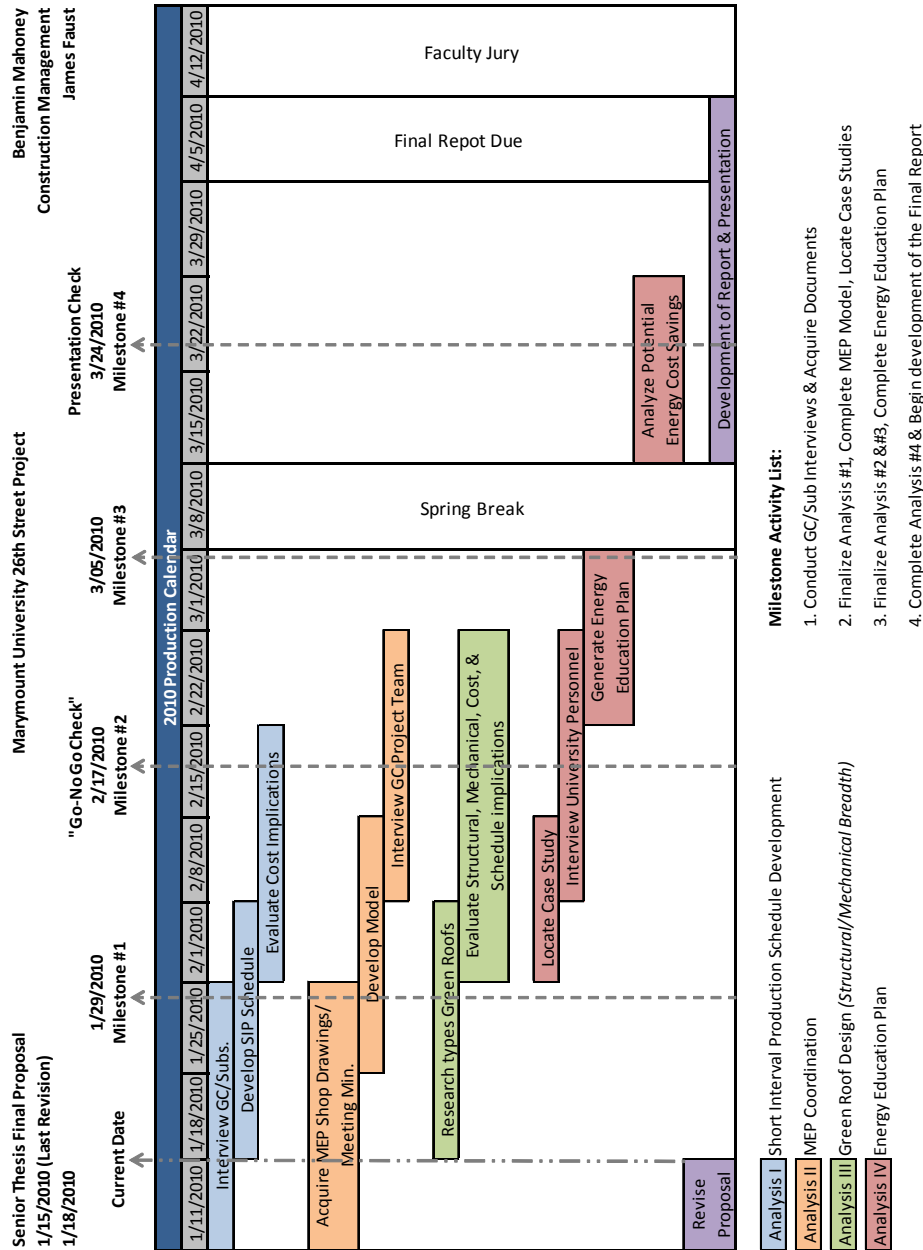 Senior Thesis Final Proposal
1/15/2010 (Last Revision)
1/18/2010
Marymount University 26th Street Project
Benjamin Mahoney
Construction Management
James Faust
Current Date
1/29/2010
Milestone #1
"Go-No Go Check"
2/17/2010
Milestone #2
3/05/2010
Milestone #3
Presentation Check
3/24/2010
Milestone #4
2010 Production Calendar
1/11/2010 1/18/2010 1/25/2010 2/1/2010 2/8/2010 2/15/2010 2/22/2010 3/1/2010 3/8/2010 3/15/2010 3/22/2010 3/29/2010 4/5/2010 4/12/2010
Interview GC/Subs.
Develop SIP Schedule
Evaluate Cost Implications
Acquire MEP Shop Drawings/
Meeting Min.
Develop Model
Interview GC Project Team
Research types Green Roofs
Evaluate Structural, Mechanical, Cost, &
Schedule implications
Locate Case Study
Interview University Personnel
Generate Energy
Education Plan
Spring Break
Analyze Potential
Energy Cost Savings
Final Repot Due
Faculty Jury
Revise
Proposal
Development of Report & Presentation
Analysis I Short Interval Production Schedule Development
Analysis II MEP Coordination
Analysis III Green Roof Design (Structural/Mechanical Breadth)
Analysis IV Energy Education Plan
Milestone Activity List:
1. Conduct GC/Sub Interviews & Acquire Documents
2. Finalize Analysis #1, Complete MEP Model, Locate Case Studies
3. Finalize Analysis #2 &#3, Complete Energy Education Plan
4. Complete Analysis #4 & Begin development of the Final Report